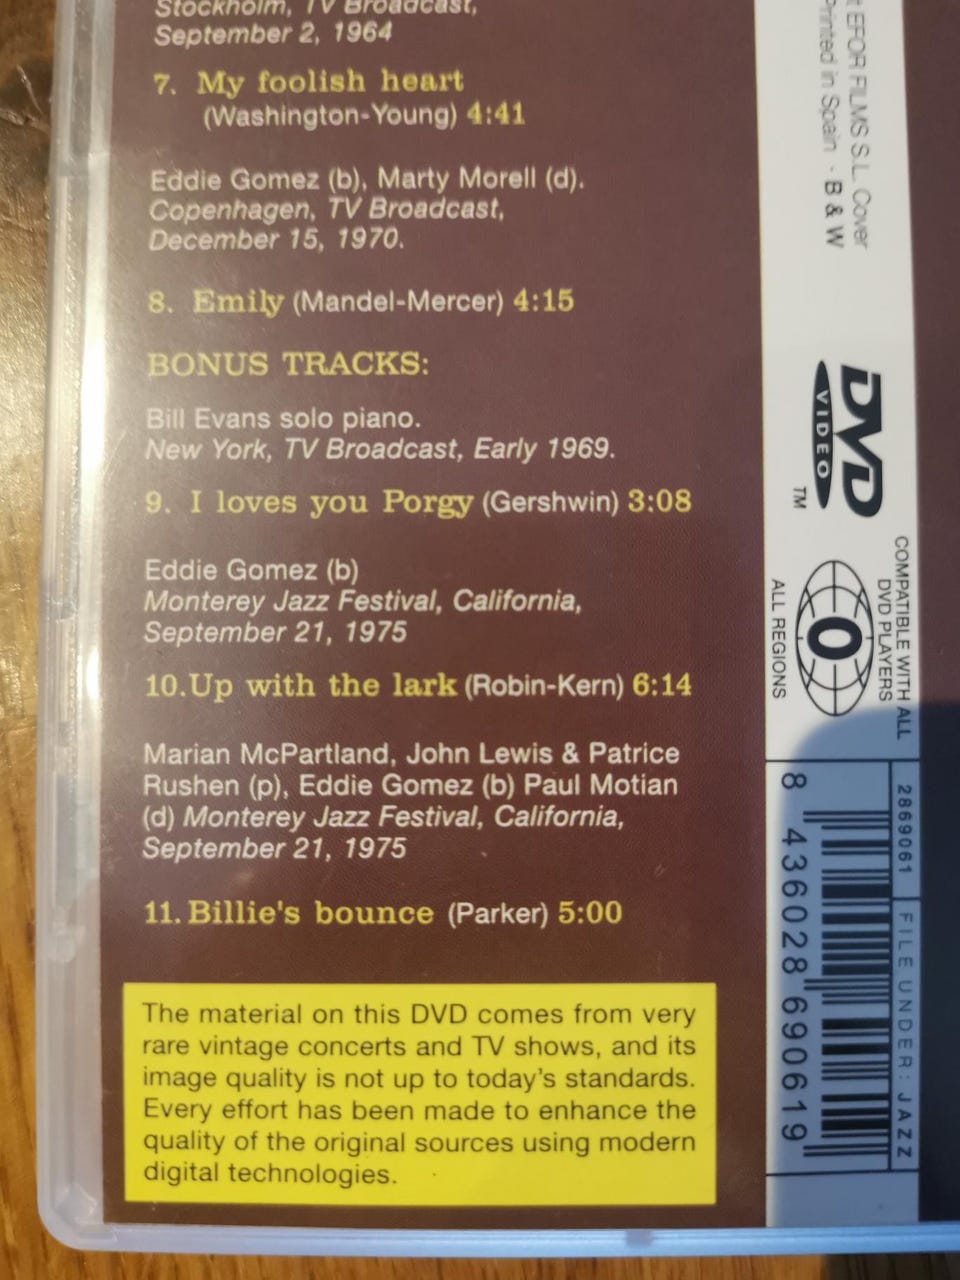 Stockholm, TV Broadcast,
September 2, 1964
7. My foolish heart
(Washington-Young) 4:41
Eddie Gomez (b), Marty Morell (d).
Copenhagen, TV Broadcast,
December 15, 1970.
8. Emily (Mandel-Mercer) 4:15
BONUS TRACKS:
Bill Evans solo piano.
New York, TV Broadcast, Early 1969.
9. I loves you Porgy (Gershwin) 3:08
Eddie Gomez (b)
Monterey Jazz Festival, California,
September 21, 1975
10. Up with the lark (Robin-Kern) 6:14
Marian McPartland, John Lewis & Patrice
Rushen (p), Eddie Gomez (b) Paul Motian
(d) Monterey Jazz Festival, California,
September 21, 1975
11. Billie's bounce (Parker) 5:00
The material on this DVD comes from very
rare vintage concerts and TV shows, and its
image quality is not up to today's standards.
Every effort has been made to enhance the
quality of the original sources using modern
digital technologies.
EFOR FILMS S.L. Cover
Printed in Spain · B & W
DVD
VIDEO
TM
COMPATIBLE WITH ALL
DVD PLAYERS
0
ALL REGIONS
2869061
FILE UNDER: JAZZ
8 436028 690619